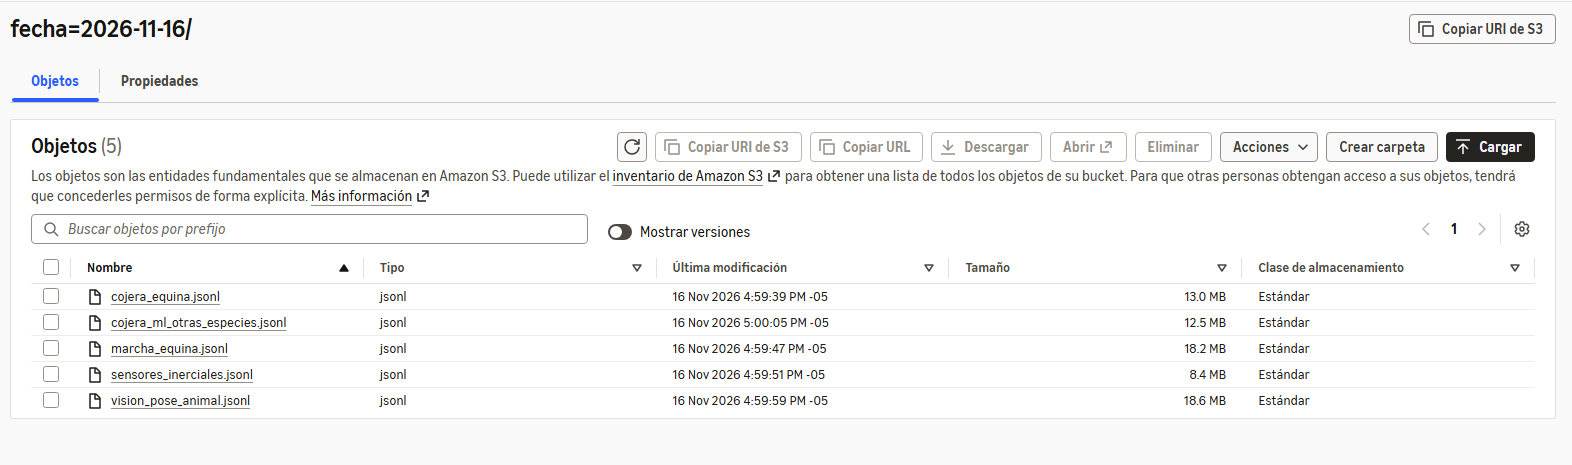 fecha=2026-11-16/
Copiar URI de S3
Objetos
Propiedades
Objetos (5)
Copiar URI de S3
Copiar URL
Descargar
Abrir
Eliminar
Acciones
Crear carpeta
Cargar
Los objetos son las entidades fundamentales que se almacenan en Amazon S3. Puede utilizar el inventario de Amazon S3 para obtener una lista de todos los objetos de su bucket. Para que otras personas obtengan acceso a sus objetos, tendrá
que concederles permisos de forma explícita. Más información
Buscar objetos por prefijo
Mostrar versiones
1
Nombre Tipo Última modificación Tamaño Clase de almacenamiento
cojera_equina.jsonl jsonl 16 Nov 2026 4:59:39 PM -05 13.0 MB Estándar
cojera_ml_otras_especies.jsonl jsonl 16 Nov 2026 5:00:05 PM -05 12.5 MB Estándar
marcha_equina.jsonl jsonl 16 Nov 2026 4:59:47 PM -05 18.2 MB Estándar
sensores_inerciales.jsonl jsonl 16 Nov 2026 4:59:51 PM -05 8.4 MB Estándar
vision_pose_animal.jsonl jsonl 16 Nov 2026 4:59:59 PM -05 18.6 MB Estándar